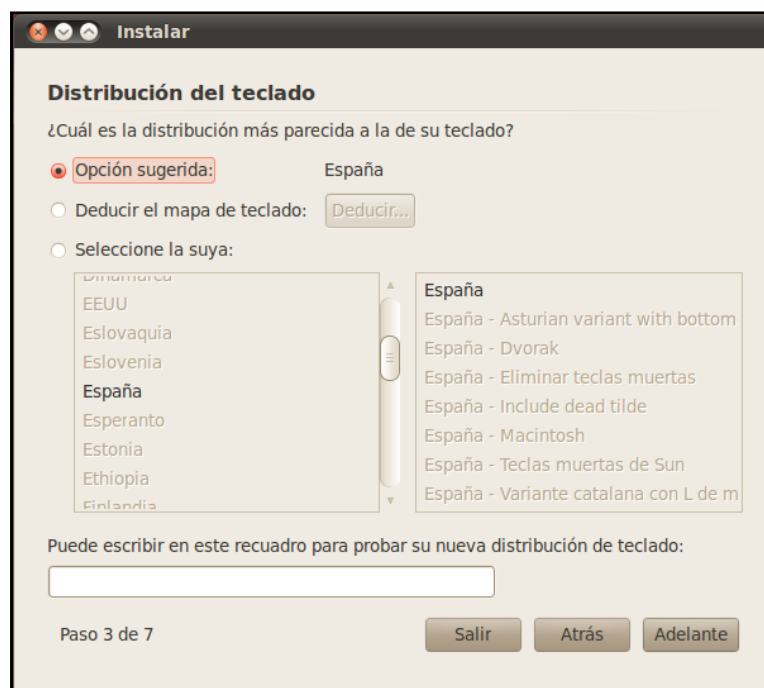 Instalar
Distribución del teclado
¿Cuál es la distribución más parecida a la de su teclado?
Opción sugerida: España
Deducir el mapa de teclado: Deducir...
Seleccione la suya:
Dinamarca
EEUU
Eslovaquia
Eslovenia
España
Esperanto
Estonia
Ethiopia
Finlandia
España
España - Asturian variant with bottom
España - Dvorak
España - Eliminar teclas muertas
España - Include dead tilde
España - Macintosh
España - Teclas muertas de Sun
España - Variante catalana con L de m
Puede escribir en este recuadro para probar su nueva distribución de teclado:
Paso 3 de 7 Salir Atrás Adelante